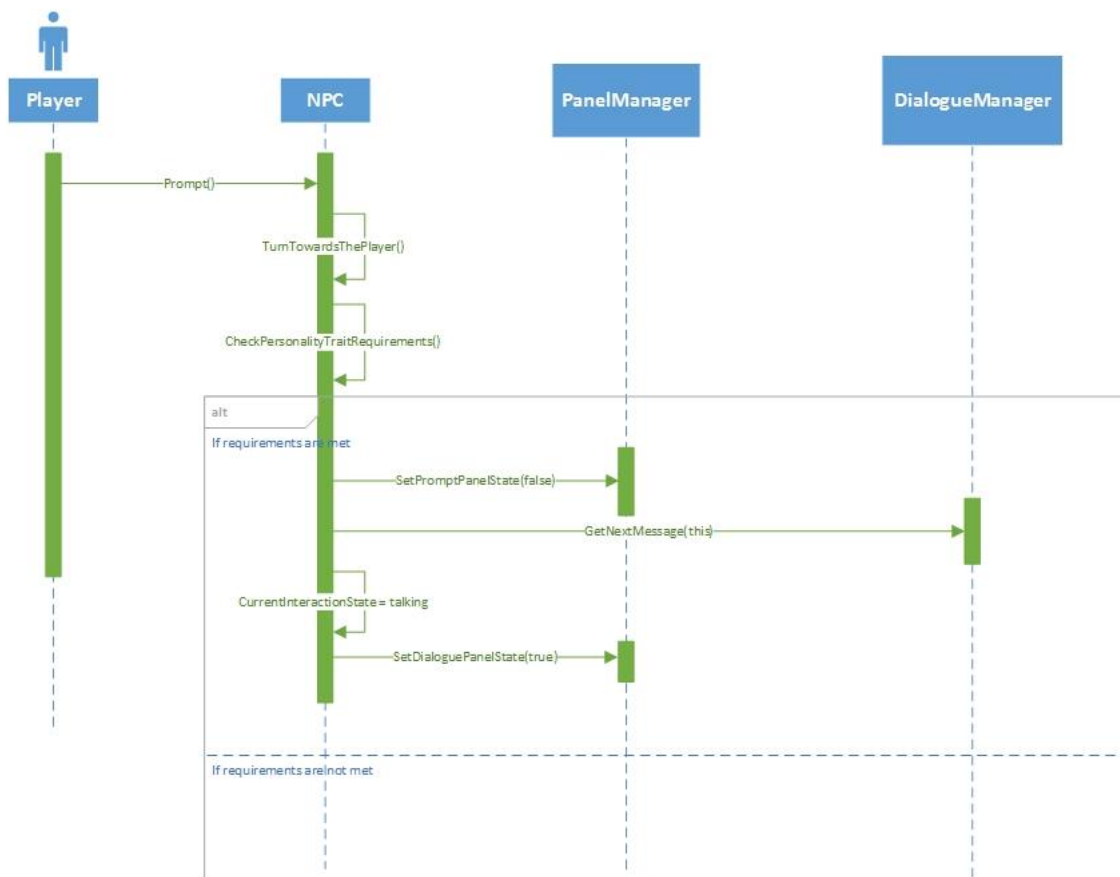 Player
NPC
PanelManager
DialogueManager
Prompt()
TurnTowardsThePlayer()
CheckPersonalityTraitRequirements()
alt
If requirements are met
SetPromptPanelState(false)
GetNextMessage(this)
CurrentInteractionState = talking
SetDialoguePanelState(true)
If requirements are not met